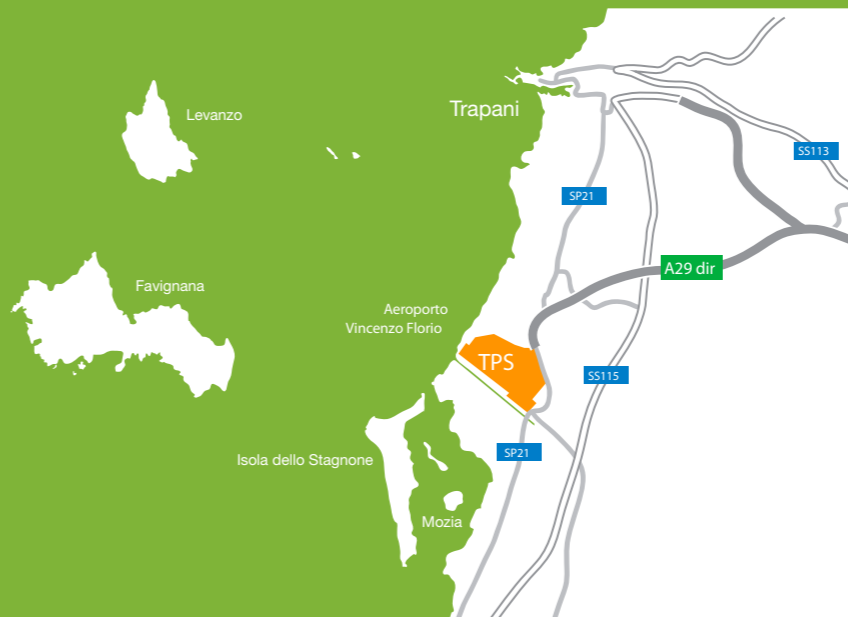 Levanzo
Trapani
SS113
SP21
A29 dir
Favignana
Aeroporto
Vincenzo Florio
TPS
SS115
SP21
Isola dello Stagnone
Mozia